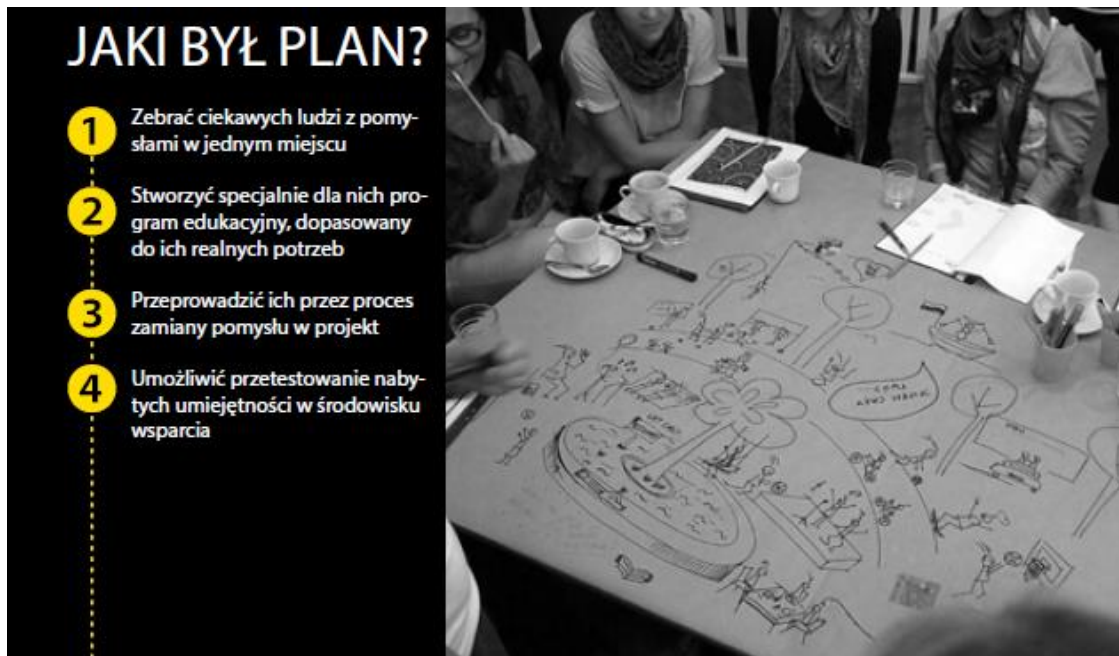 JAKI BYŁ PLAN?
1
Zebrać ciekawych ludzi z pomy-
słami w jednym miejscu
2
Stworzyć specjalnie dla nich pro-
gram edukacyjny, dopasowany
do ich realnych potrzeb
3
Przeprowadzić ich przez proces
zamiany pomysłu w projekt
4
Umożliwić przetestowanie naby-
tych umiejętności w środowisku
wsparcia